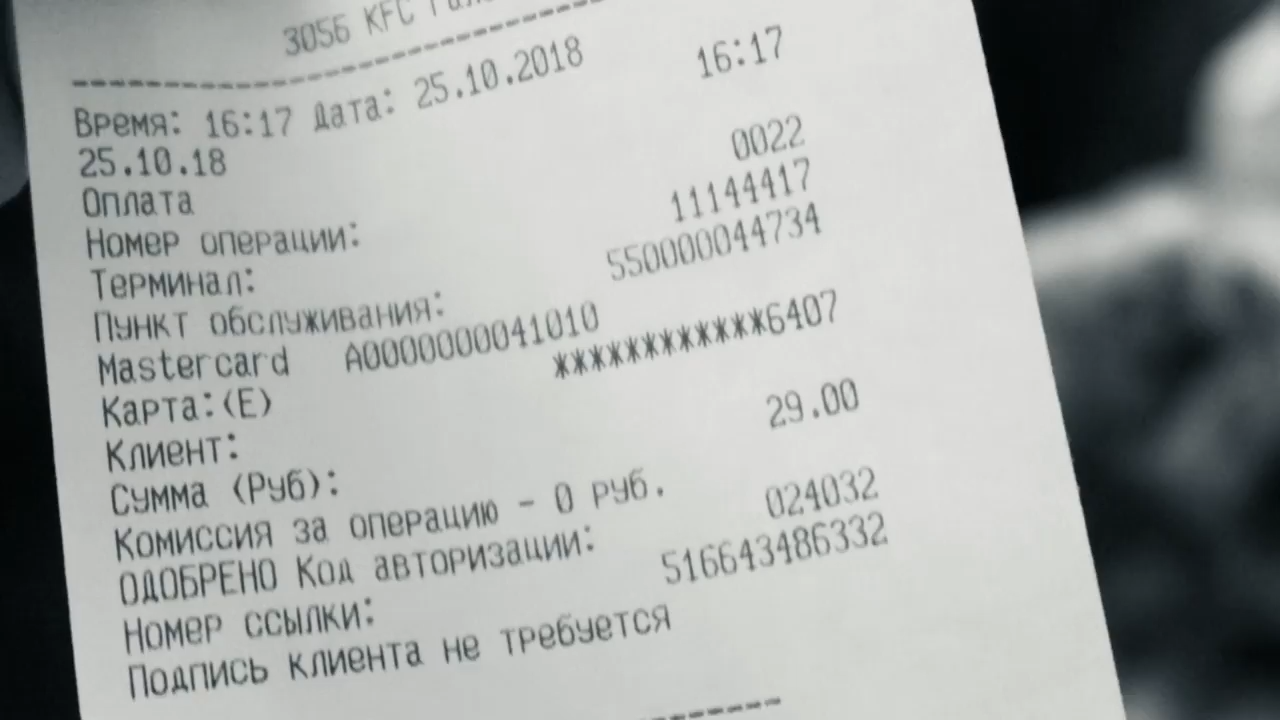 3056 KFC
Время: 16:17 Дата: 25.10.2018
25.10.18 16:17
Оплата
Номер операции: 0022
Терминал: 11144417
Пункт обслуживания: 550000044734
Mastercard A0000000041010
Карта:(E) ************6407
Клиент:
Сумма (Руб): 29.00
Комиссия за операцию - 0 руб.
ОДОБРЕНО Код авторизации: 024032
Номер ссылки: 516643486332
Подпись клиента не требуется